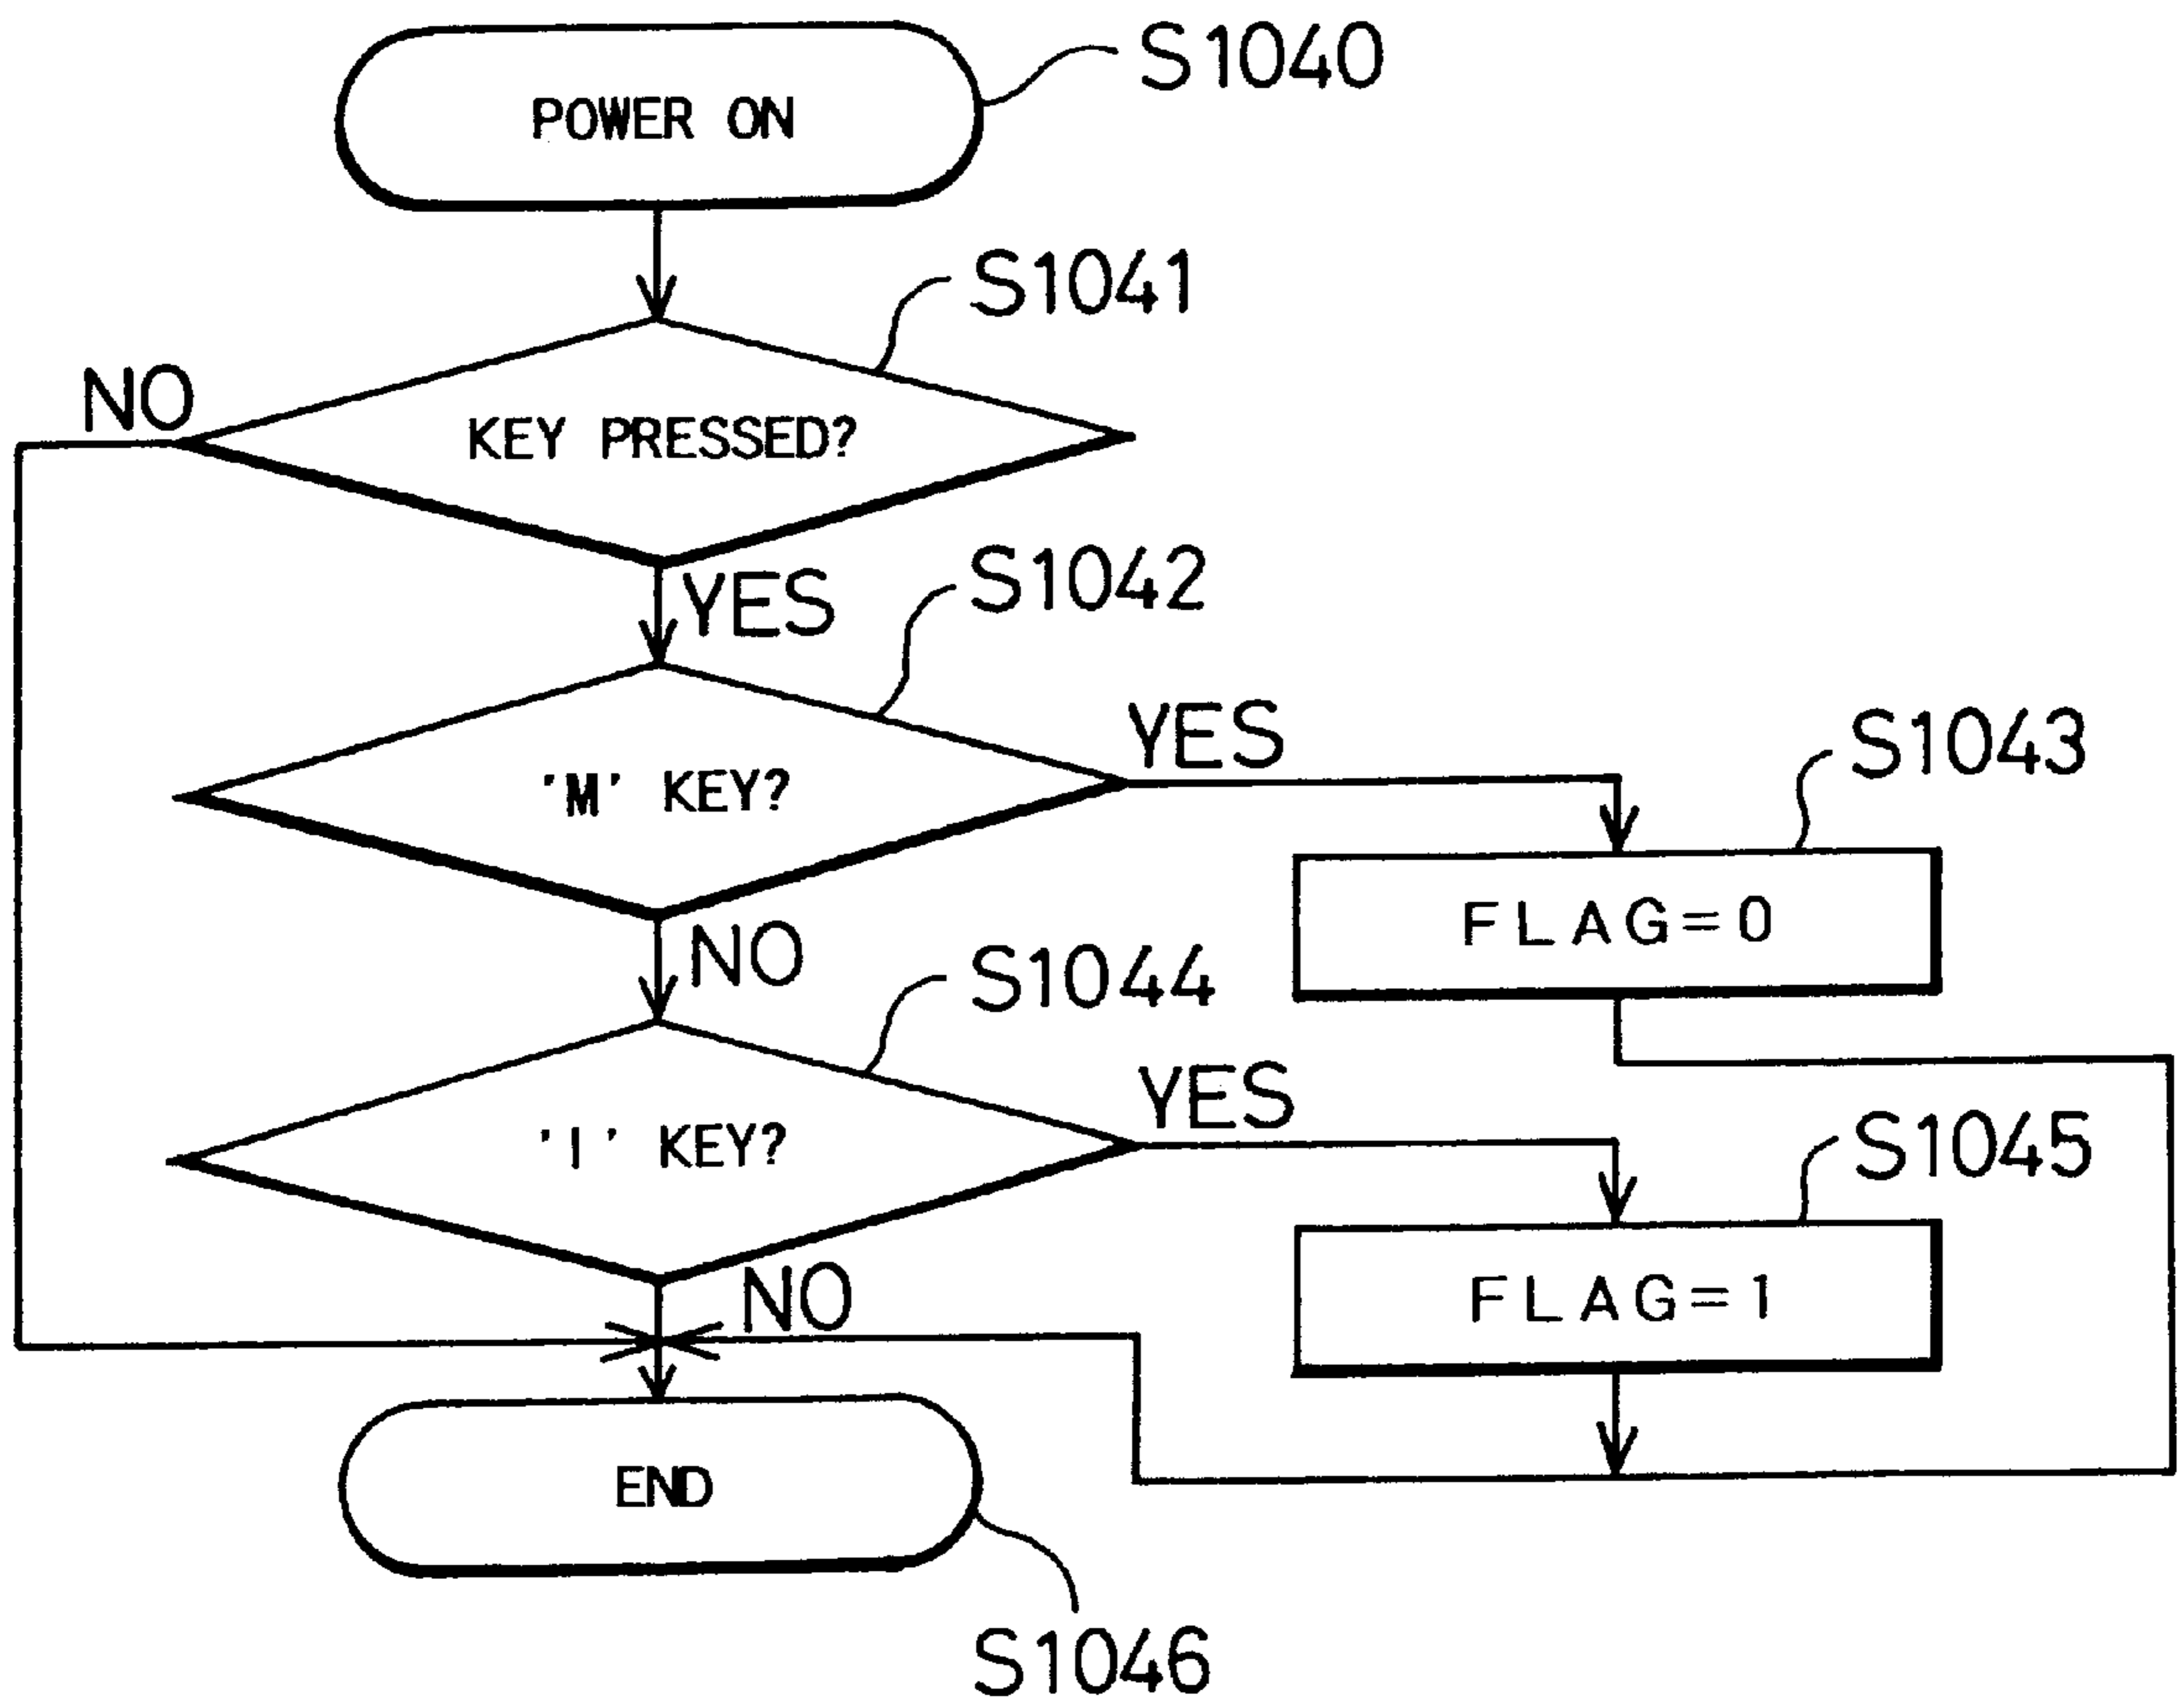 POWER ON
S1040
S1041
NO
KEY PRESSED?
YES
S1042
'M' KEY?
YES
S1043
FLAG=0
NO
S1044
'I' KEY?
YES
S1045
FLAG=1
NO
END
S1046